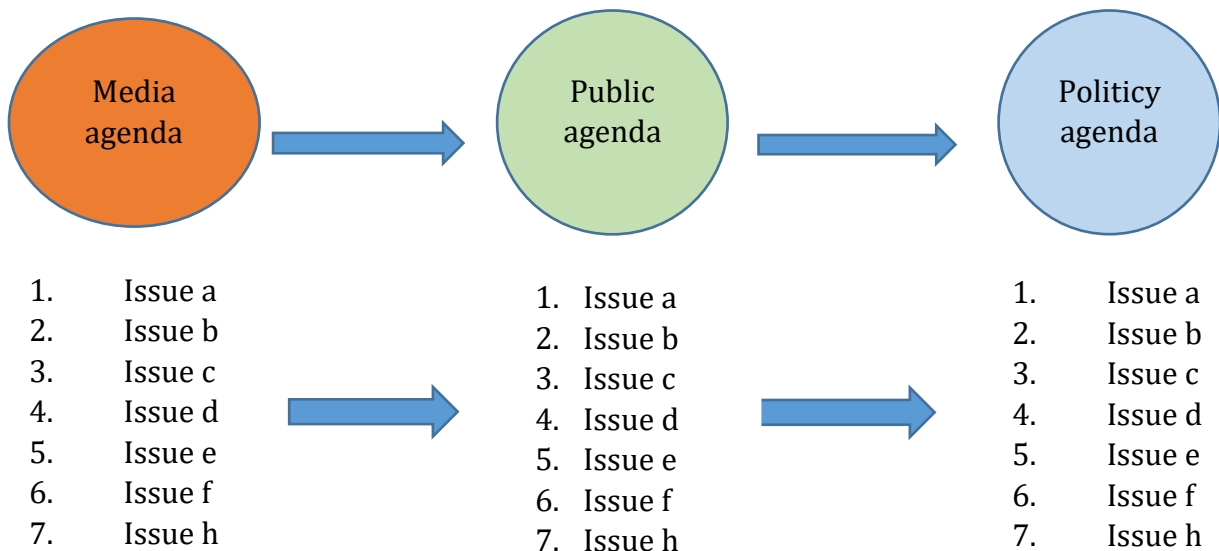 Media
agenda
Public
agenda
Politicy
agenda
1. Issue a
2. Issue b
3. Issue c
4. Issue d
5. Issue e
6. Issue f
7. Issue h
1. Issue a
2. Issue b
3. Issue c
4. Issue d
5. Issue e
6. Issue f
7. Issue h
1. Issue a
2. Issue b
3. Issue c
4. Issue d
5. Issue e
6. Issue f
7. Issue h